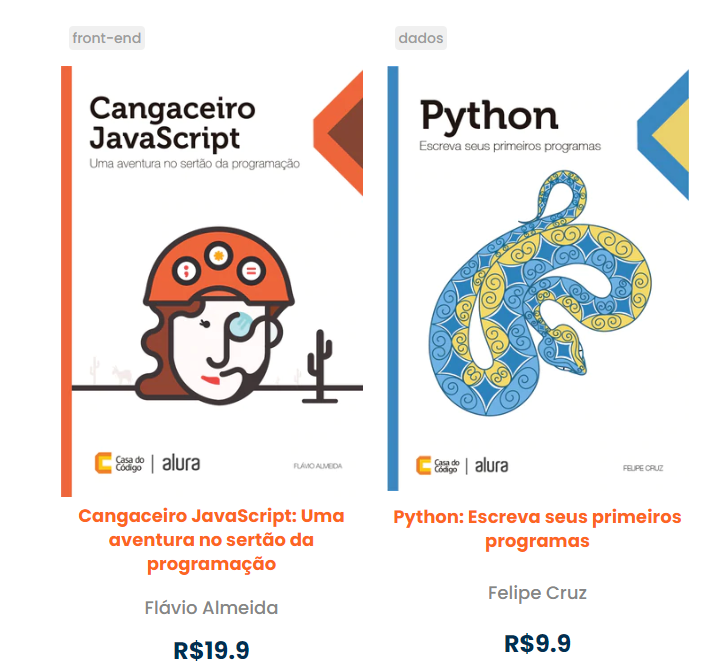 front-end
Cangaceiro
JavaScript
Uma aventura no sertão da programação
; * =
Casa do
Código | alura
FLÁVIO ALMEIDA
Cangaceiro JavaScript: Uma
aventura no sertão da
programação
Flávio Almeida
R$19.9
dados
Python
Escreva seus primeiros programas
Casa do
Código | alura
FELIPE CRUZ
Python: Escreva seus primeiros
programas
Felipe Cruz
R$9.9